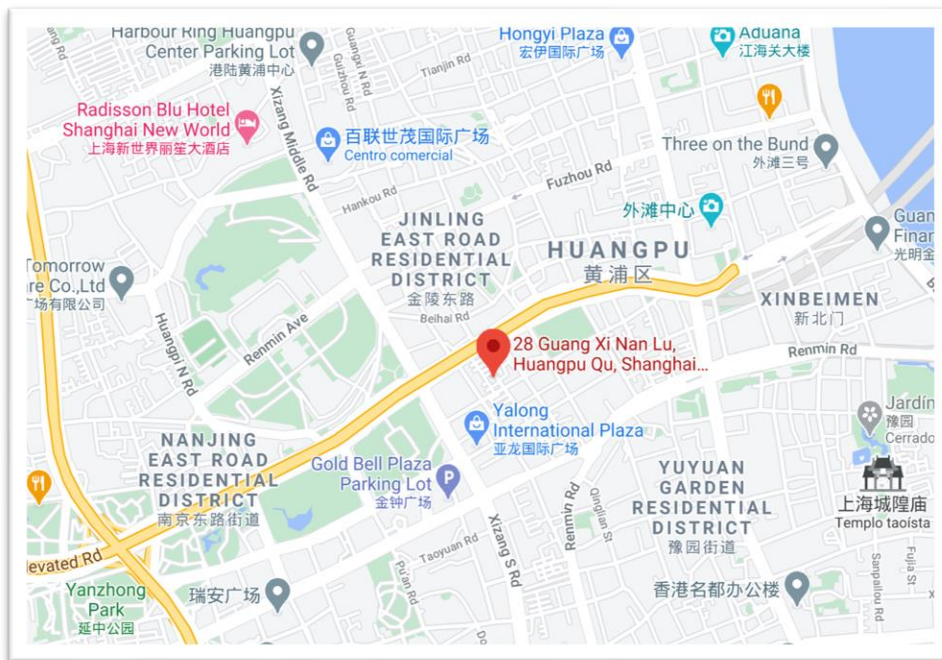 Harbour Ring Huangpu
Center Parking Lot
港陆黄浦中心
Guizhou Rd
Guangxi N Rd
Tianjin Rd
Hongyi Plaza
宏伊国际广场
Aduana
江海关大楼
Radisson Blu Hotel
Shanghai New World
上海新世界丽笙大酒店
Xizang Middle Rd
百联世茂国际广场
Centro comercial
Three on the Bund
外滩三号
Hankou Rd
Fuzhou Rd
外滩中心
JINLING
EAST ROAD
RESIDENTIAL
DISTRICT
金陵东路
HUANGPU
黄浦区
Guan
Finan
光明金
Tomorrow
re Co.,Ltd
广场有限公司
Huangpi N Rd
Renmin Ave
Beihai Rd
XINBEIMEN
新北门
28 Guang Xi Nan Lu,
Huangpu Qu, Shanghai...
Renmin Rd
Yalong
International Plaza
亚龙国际广场
Jardín
豫园
Cerrado
NANJING
EAST ROAD
RESIDENTIAL
DISTRICT
南京东路街道
Gold Bell Plaza
Parking Lot
金钟广场
P
YUYUAN
GARDEN
RESIDENTIAL
DISTRICT
豫园街道
上海城隍庙
Templo taoísta
Renmin Rd
Qinglian St
Xizang S Rd
Taoyuan Rd
Pu'an Rd
levated Rd
Yanzhong
Park
延中公园
瑞安广场
香港名都办公楼
Sanpailou Rd
Fujia St